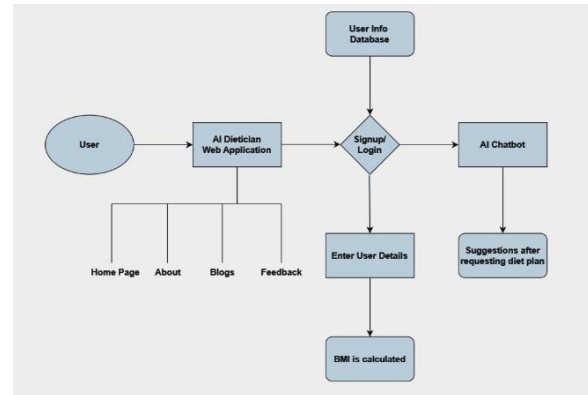 User Info
Database
User
AI Dietician
Web Application
Signup/
Login
AI Chatbot
Home Page
About
Blogs
Feedback
Enter User Details
Suggestions after
requesting diet plan
BMI is calculated